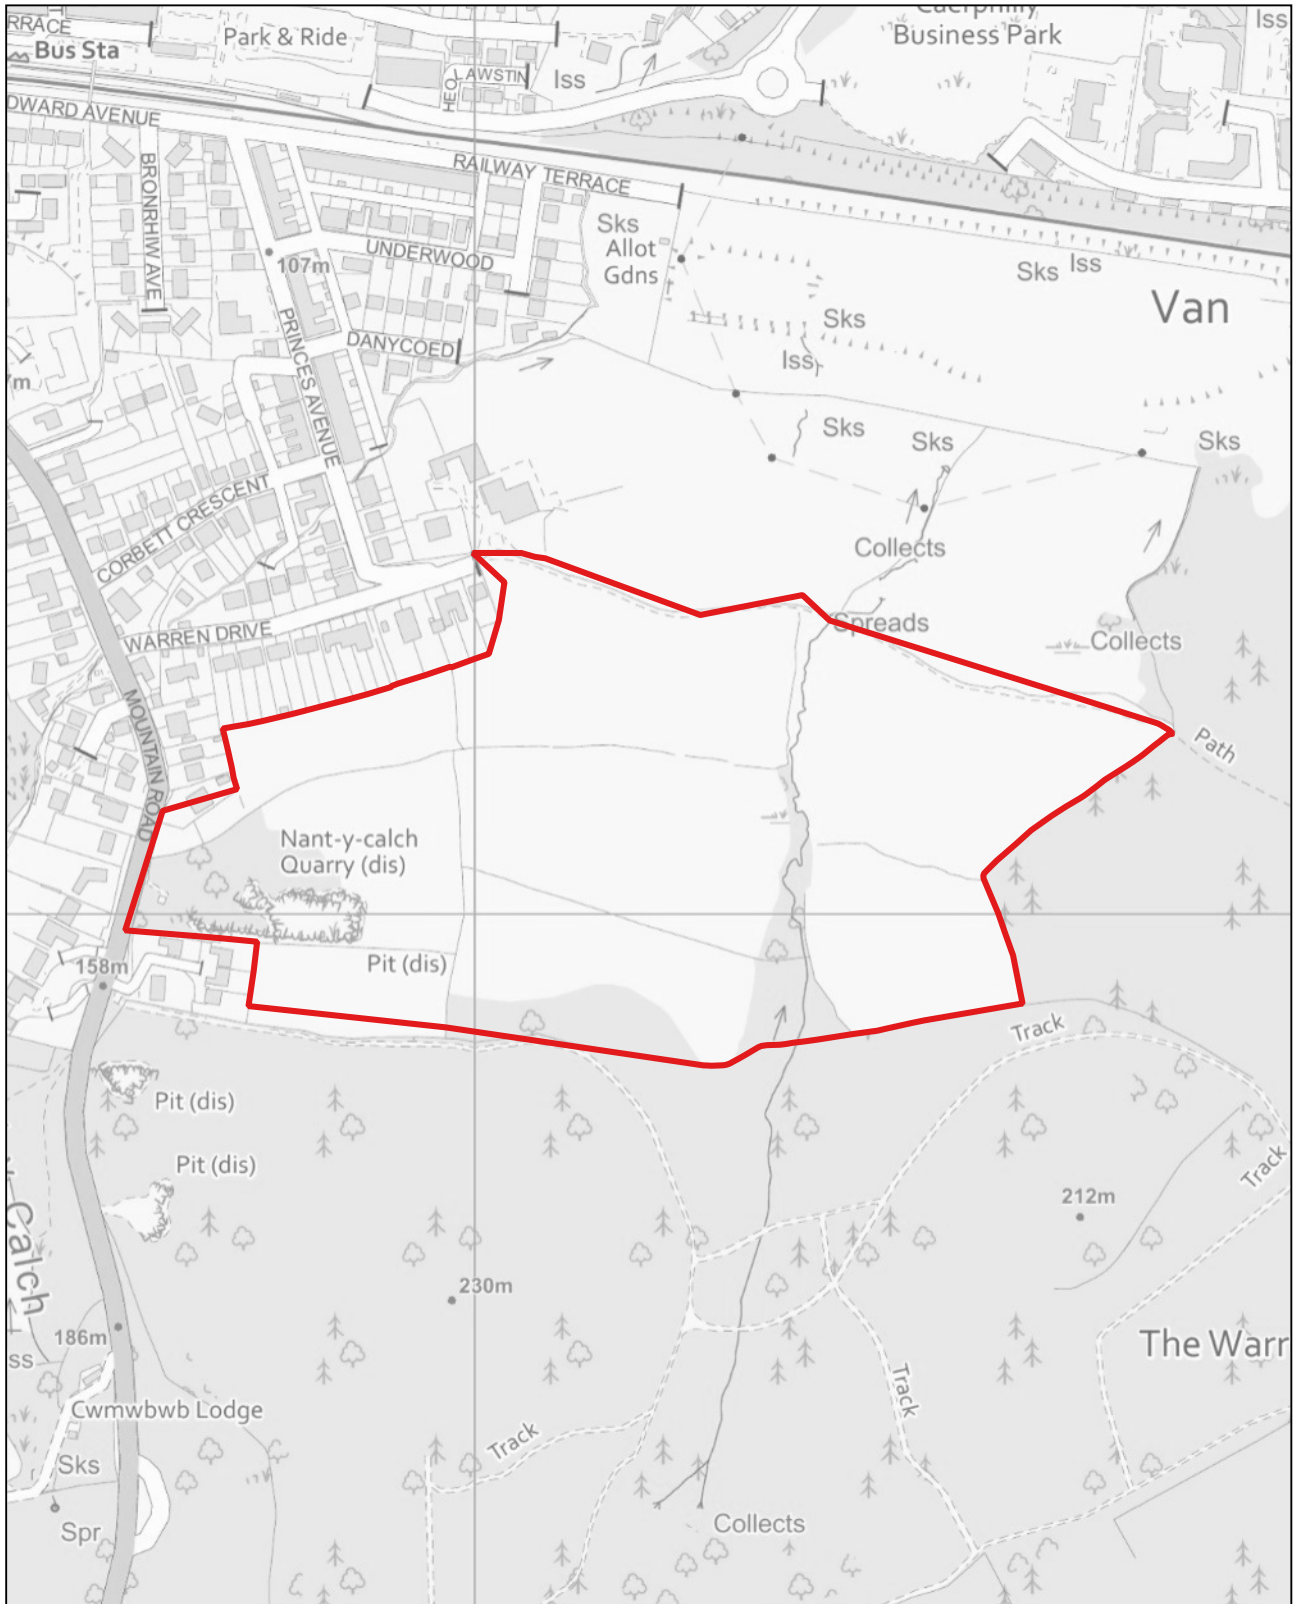 RRACE
Bus Sta
Park & Ride
HEOL
LAWSTIN
Iss
Caerphilly
Business Park
Iss
DWARD AVENUE
BRONRHIW AVE
RAILWAY TERRACE
Sks
Allot
Gdns
UNDERWOOD
107m
Sks
Iss
Van
PRINCES AVENUE
DANYCOED
Sks
Iss
7m
Sks
Sks
Sks
CORBETT CRESCENT
Collects
WARREN DRIVE
Spreads
Collects
MOUNTAIN ROAD
Path
Nant-y-calch
Quarry (dis)
158m
Pit (dis)
Track
Pit (dis)
Pit (dis)
Track
212m
Calch
230m
186m
ss
The Warr
Track
Cwmwbwb Lodge
Track
Sks
Spr
Collects